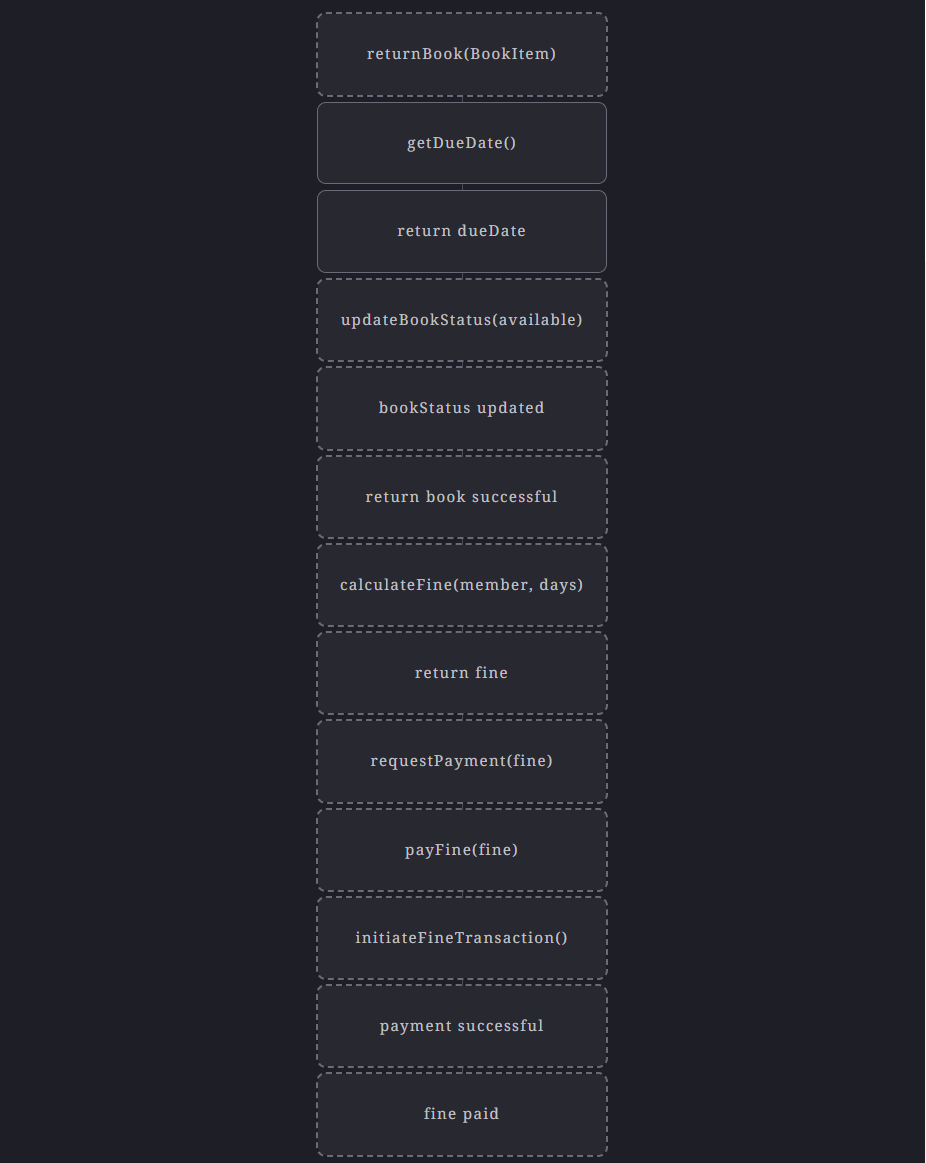 returnBook(BookItem)
getDueDate()
return dueDate
updateBookStatus(available)
bookStatus updated
return book successful
calculateFine(member, days)
return fine
requestPayment(fine)
payFine(fine)
initiateFineTransaction()
payment successful
fine paid